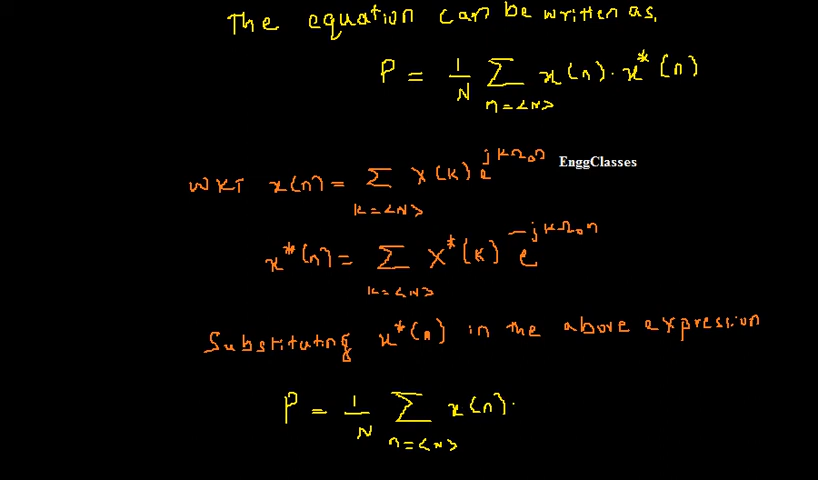 The equation can be written as.
P = 1/N ∑ x(n) · x*(n)
n=<N>
WKT x(n) = ∑ X(k) e^jkΩ₀n EnggClasses
k=<N>
x*(n) = ∑ X*(k) e^-jkΩ₀n
k=<N>
Substituting x*(n) in the above expression
P = 1/N ∑ x(n) ·
n=<N>